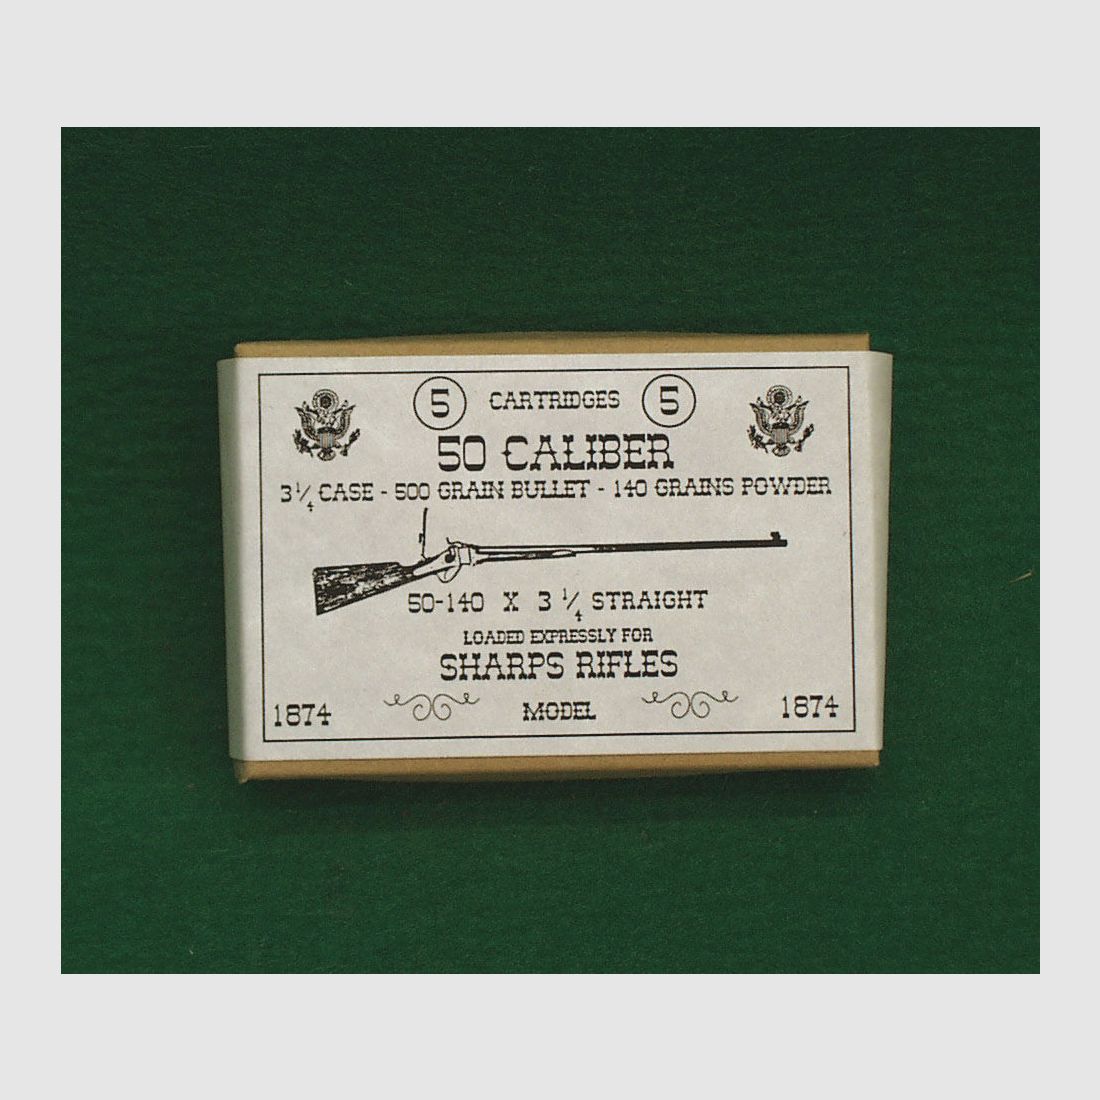 5 CARTRIDGES 5
50 CALIBER
3 1/4 CASE - 500 GRAIN BULLET - 140 GRAINS POWDER
50-140 X 3 1/4 STRAIGHT
LOADED EXPRESSLY FOR
SHARPS RIFLES
1874 MODEL 1874